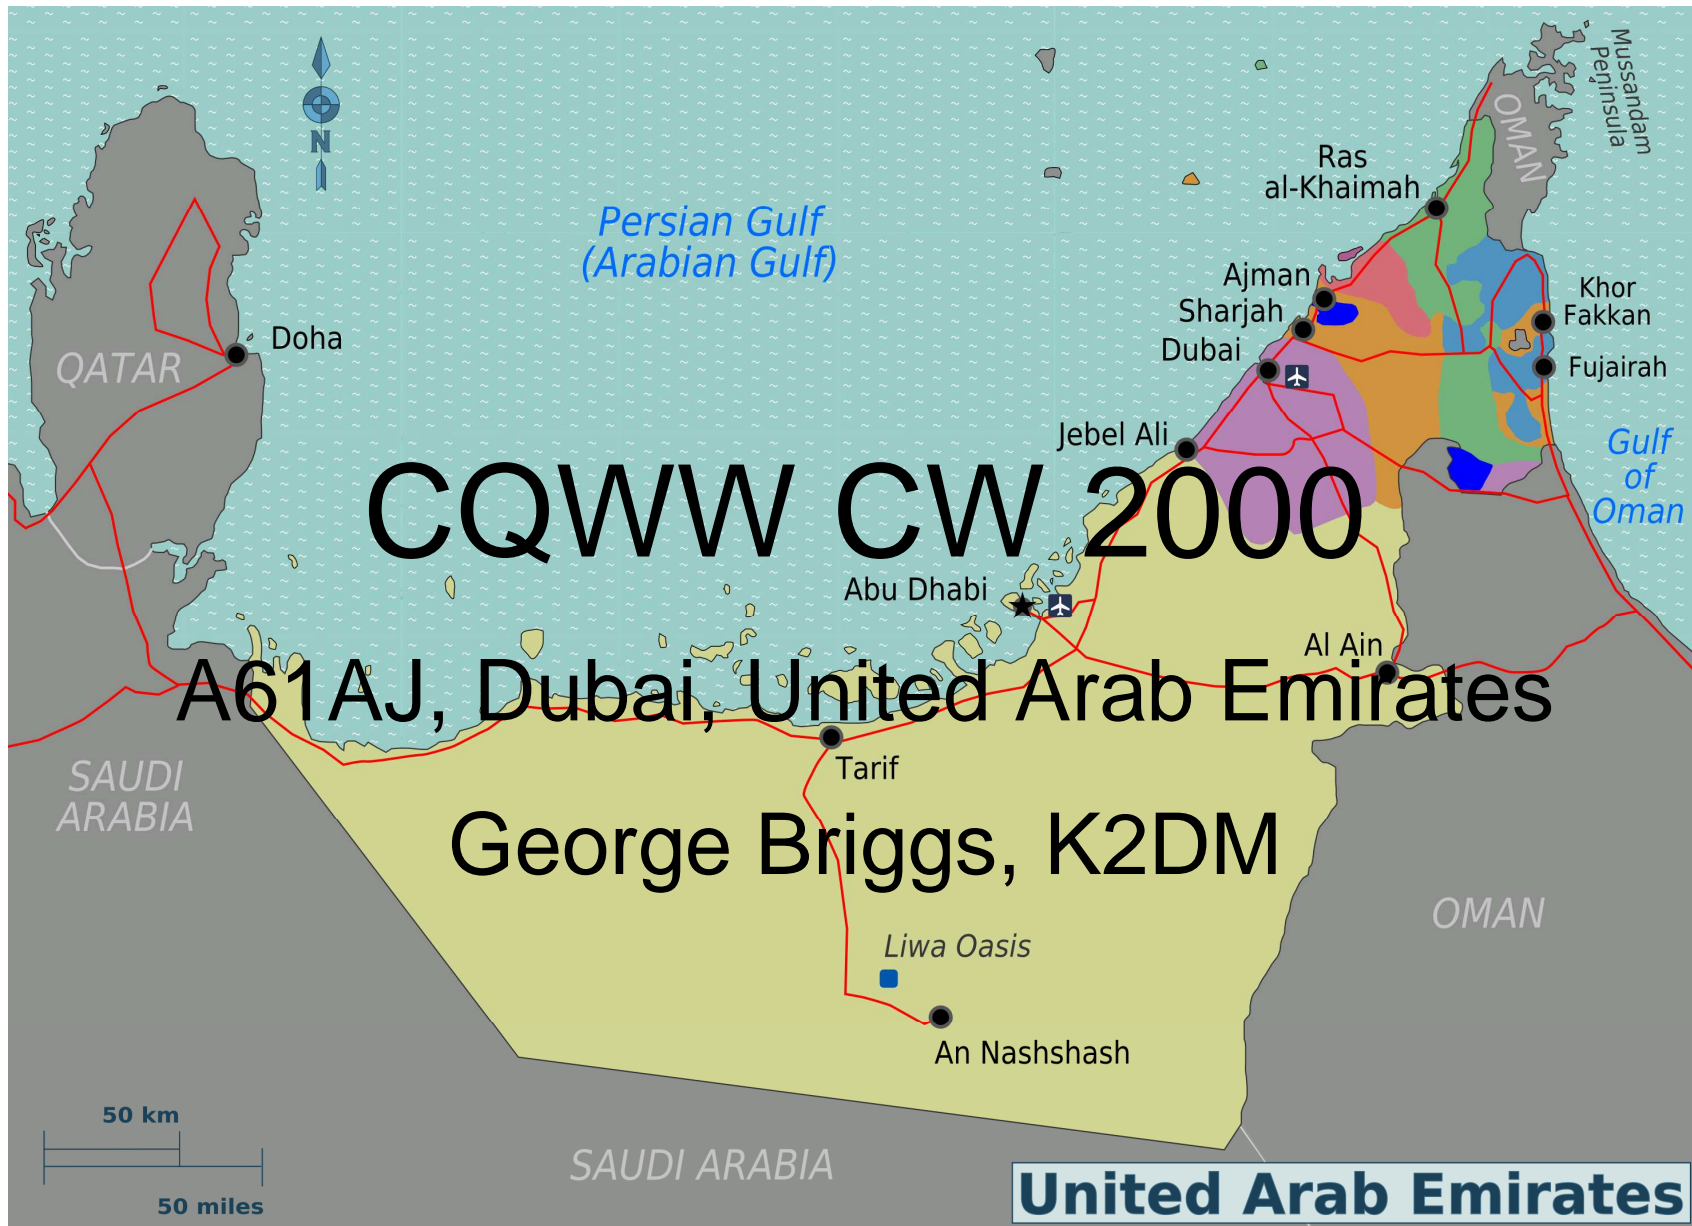 N
Mussandam
Peninsula
OMAN
Ras
al-Khaimah
Persian Gulf
(Arabian Gulf)
Ajman
Khor
Fakkan
Sharjah
Doha
Dubai
QATAR
Fujairah
Jebel Ali
Gulf
of
Oman
CQWW CW 2000
Abu Dhabi
Al Ain
A61AJ, Dubai, United Arab Emirates
Tarif
SAUDI
ARABIA
George Briggs, K2DM
OMAN
Liwa Oasis
An Nashshash
50 km
50 miles
SAUDI ARABIA
United Arab Emirates